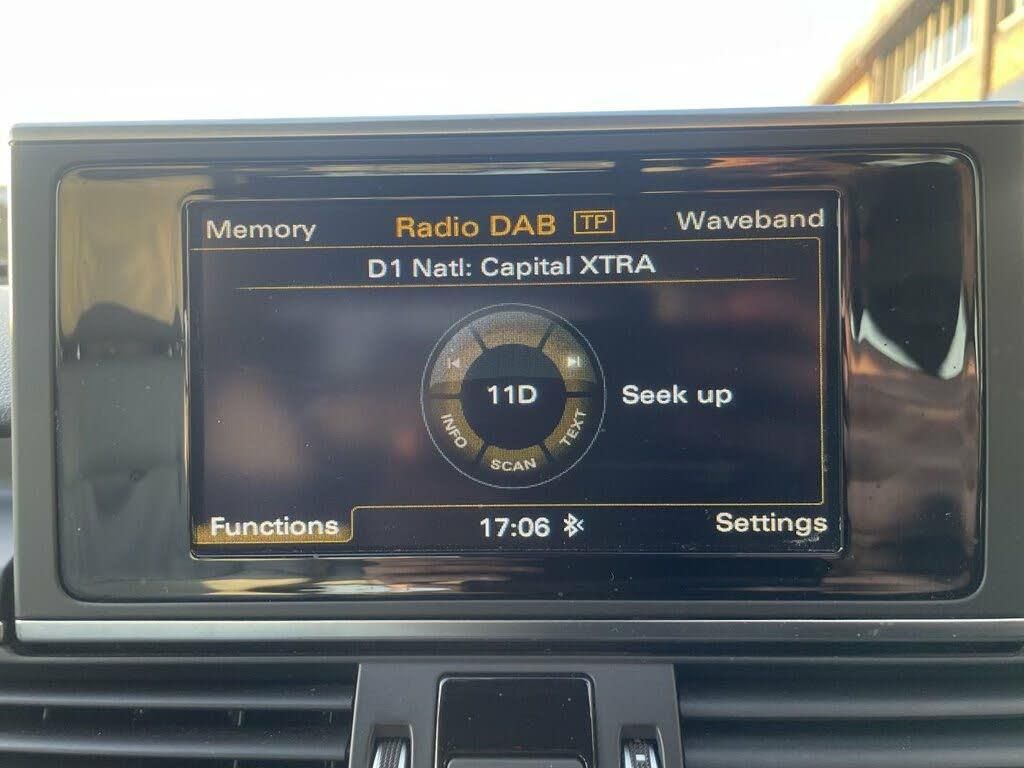 Memory Radio DAB TP Waveband
D1 Natl: Capital XTRA
11D Seek up
INFO SCAN TEXT
Functions 17:06 Settings